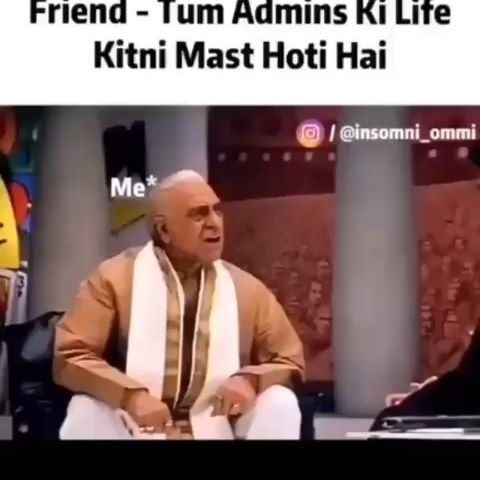 Friend - Tum Admins Ki Life
Kitni Mast Hoti Hai
/ @insomni_ommi
Me*